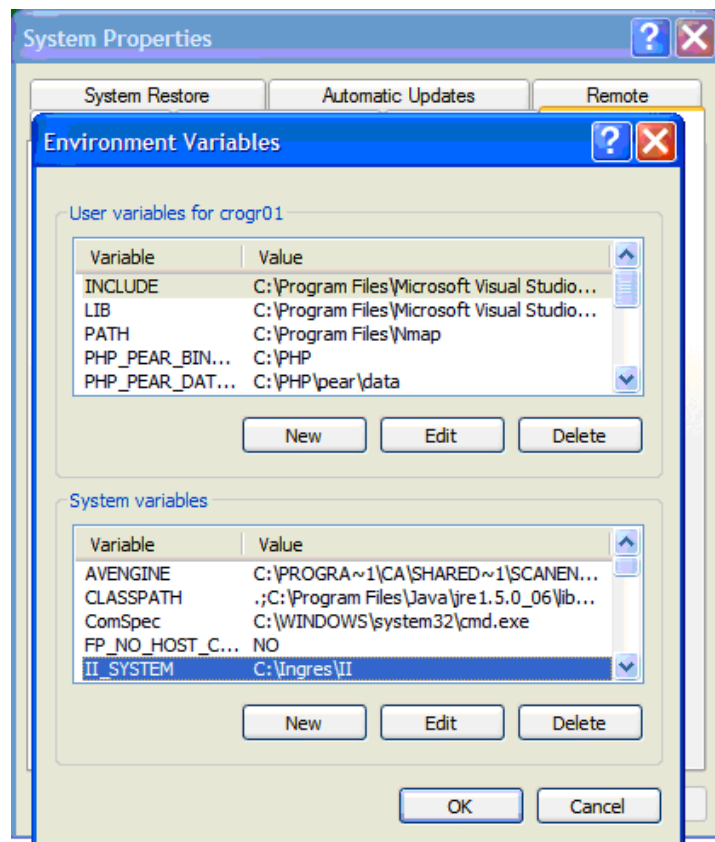 System Properties
System Restore Automatic Updates Remote
Environment Variables
User variables for crogr01
Variable Value
INCLUDE C:\Program Files\Microsoft Visual Studio...
LIB C:\Program Files\Microsoft Visual Studio...
PATH C:\Program Files\Nmap
PHP_PEAR_BIN... C:\PHP
PHP_PEAR_DAT... C:\PHP\pear\data
New Edit Delete
System variables
Variable Value
AVENGINE C:\PROGRA~1\CA\SHARED~1\SCANEN...
CLASSPATH .;C:\Program Files\Java\jre1.5.0_06\lib...
ComSpec C:\WINDOWS\system32\cmd.exe
FP_NO_HOST_C... NO
II_SYSTEM C:\Ingres\II
New Edit Delete
OK Cancel